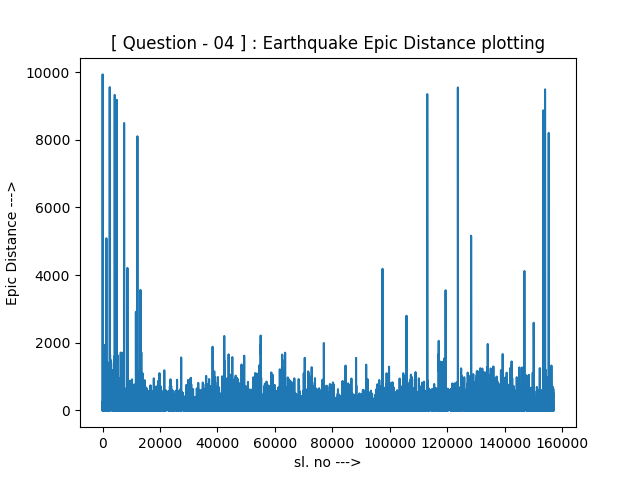 [ Question - 04 ] : Earthquake Epic Distance plotting
10000
8000
6000
4000
2000
0
Epic Distance --->
0 20000 40000 60000 80000 100000 120000 140000 160000
sl. no --->